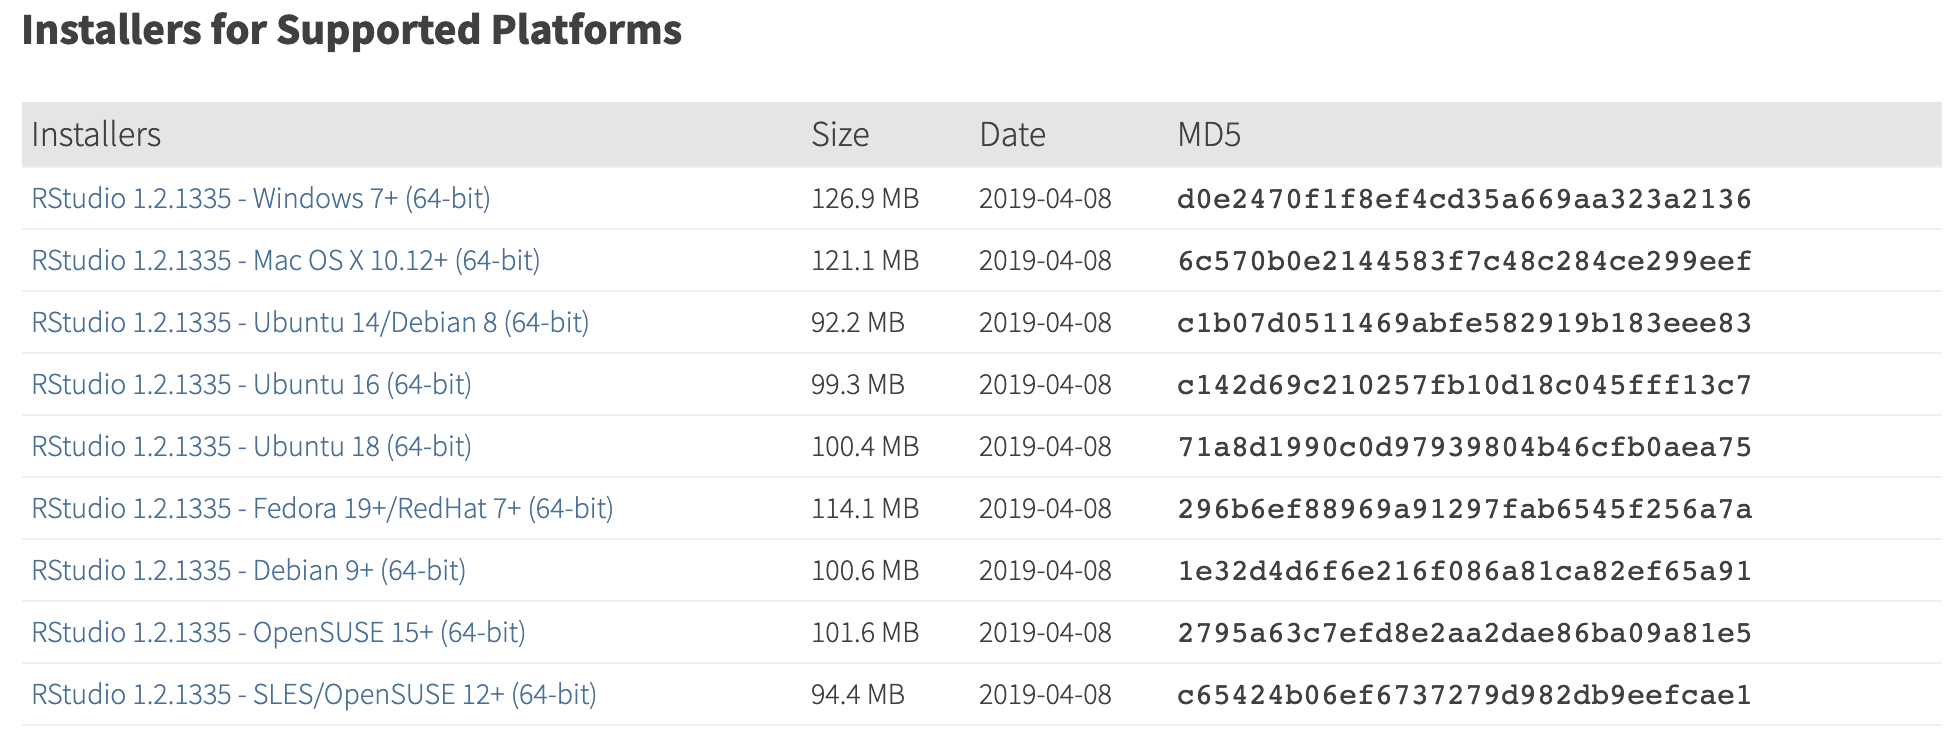 Installers for Supported Platforms
Installers Size Date MD5
RStudio 1.2.1335 - Windows 7+ (64-bit) 126.9 MB 2019-04-08 d0e2470f1f8ef4cd35a669aa323a2136
RStudio 1.2.1335 - Mac OS X 10.12+ (64-bit) 121.1 MB 2019-04-08 6c570b0e2144583f7c48c284ce299eef
RStudio 1.2.1335 - Ubuntu 14/Debian 8 (64-bit) 92.2 MB 2019-04-08 c1b07d0511469abfe582919b183eee83
RStudio 1.2.1335 - Ubuntu 16 (64-bit) 99.3 MB 2019-04-08 c142d69c210257fb10d18c045fff13c7
RStudio 1.2.1335 - Ubuntu 18 (64-bit) 100.4 MB 2019-04-08 71a8d1990c0d97939804b46cfb0aea75
RStudio 1.2.1335 - Fedora 19+/RedHat 7+ (64-bit) 114.1 MB 2019-04-08 296b6ef88969a91297fab6545f256a7a
RStudio 1.2.1335 - Debian 9+ (64-bit) 100.6 MB 2019-04-08 1e32d4d6f6e216f086a81ca82ef65a91
RStudio 1.2.1335 - OpenSUSE 15+ (64-bit) 101.6 MB 2019-04-08 2795a63c7efd8e2aa2dae86ba09a81e5
RStudio 1.2.1335 - SLES/OpenSUSE 12+ (64-bit) 94.4 MB 2019-04-08 c65424b06ef6737279d982db9eefcae1